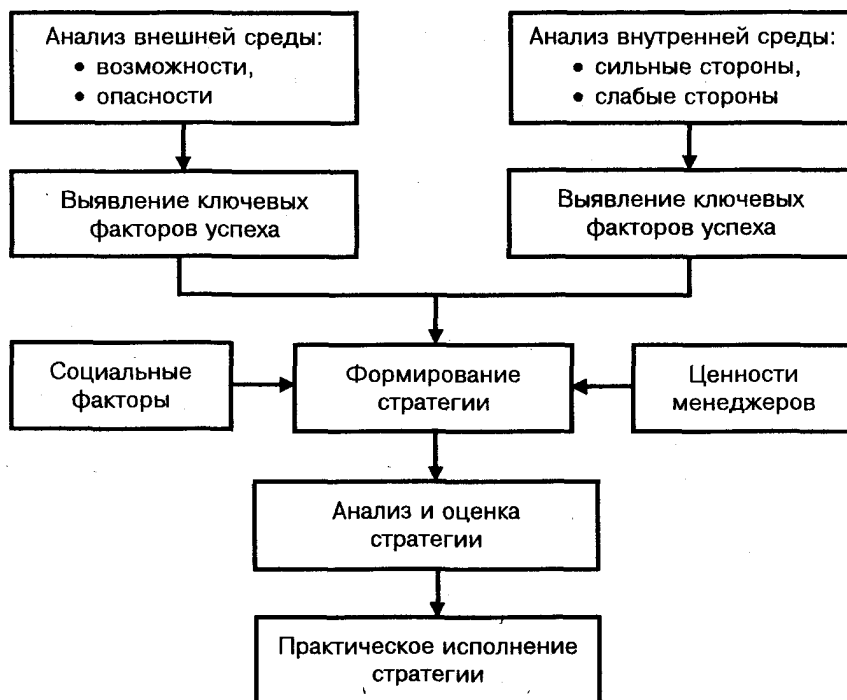 Анализ внешней среды:
• возможности,
• опасности
Анализ внутренней среды:
• сильные стороны,
• слабые стороны
Выявление ключевых
факторов успеха
Выявление ключевых
факторов успеха
Социальные
факторы
Формирование
стратегии
Ценности
менеджеров
Анализ и оценка
стратегии
Практическое исполнение
стратегии